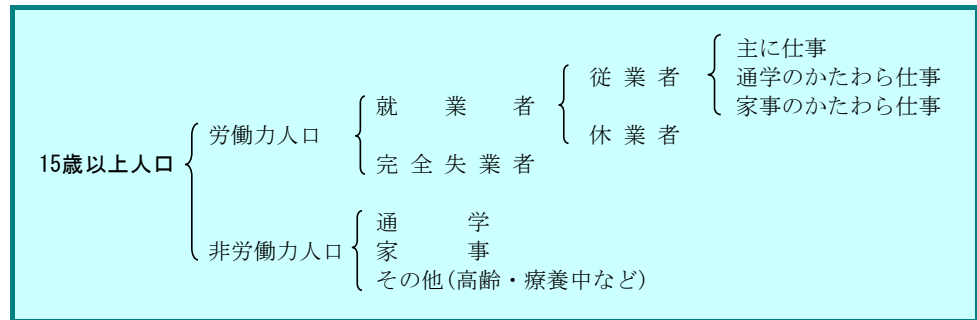 主に仕事
従業者
通学のかたわら仕事
就業者
家事のかたわら仕事
労働力人口
休業者
15歳以上人口
完全失業者
通学
非労働力人口
家事
その他(高齢・療養中など)